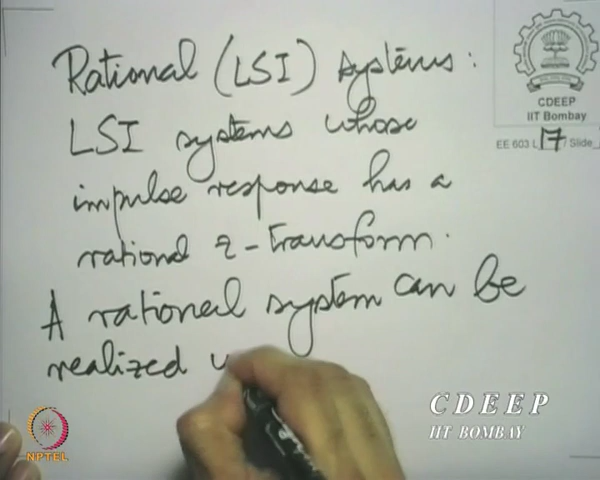 Rational (LSI) systems:
LSI systems whose
impulse response has a
rational z-transform.
A rational system can be
realized
CDEEP
IIT Bombay
EE 603 L 17 / Slide
CDEEP
IIT BOMBAY
NPTEL